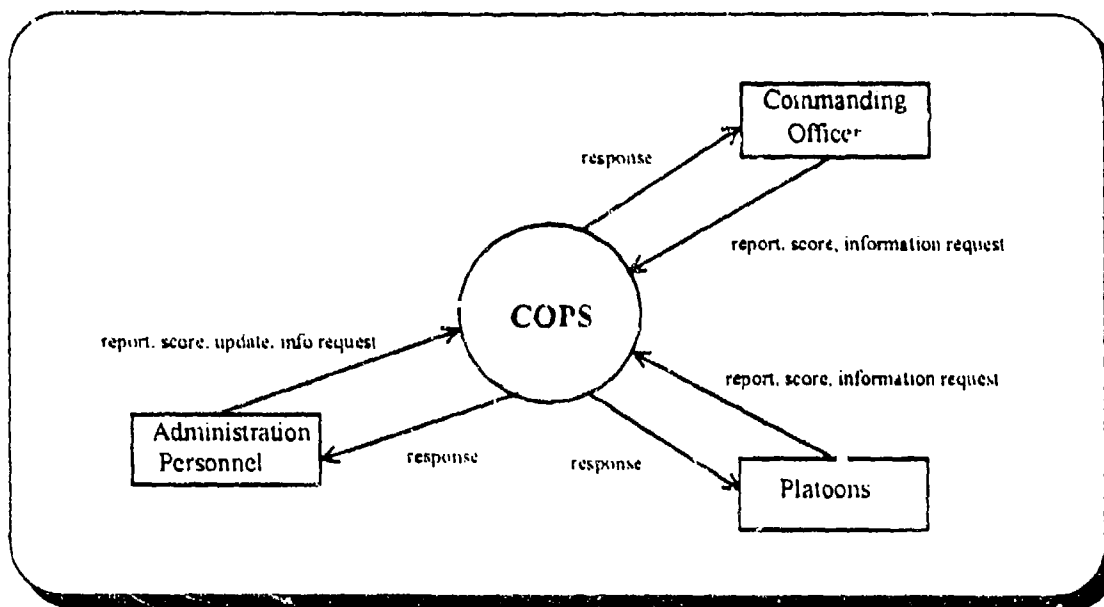 Commanding
Officer
response
report, score, information request
COPS
report, score, update, info request
report, score, information request
Administration
Personnel
response
response
Platoons